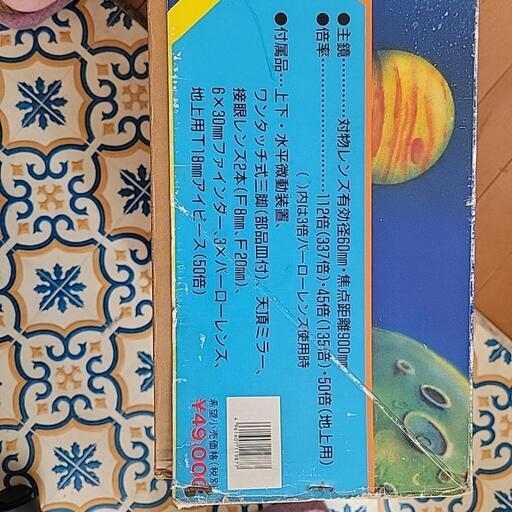 ●主鏡…………対物レンズ有効径60mm・焦点距離900mm
●倍率…………112倍(337倍)・45倍(135倍)・50倍(地上用)
( )内は3倍バーローレンズ使用時
●付属品…上下・水平微動装置、
ワンタッチ式三脚(部品皿付)、天頂ミラー、
接眼レンズ2本(F8mm、F20mm)、
6×30mmファインダー、3×バーローレンズ、
地上用T18mmアイピース(50倍)
希望小売価格(税別)
¥49,000